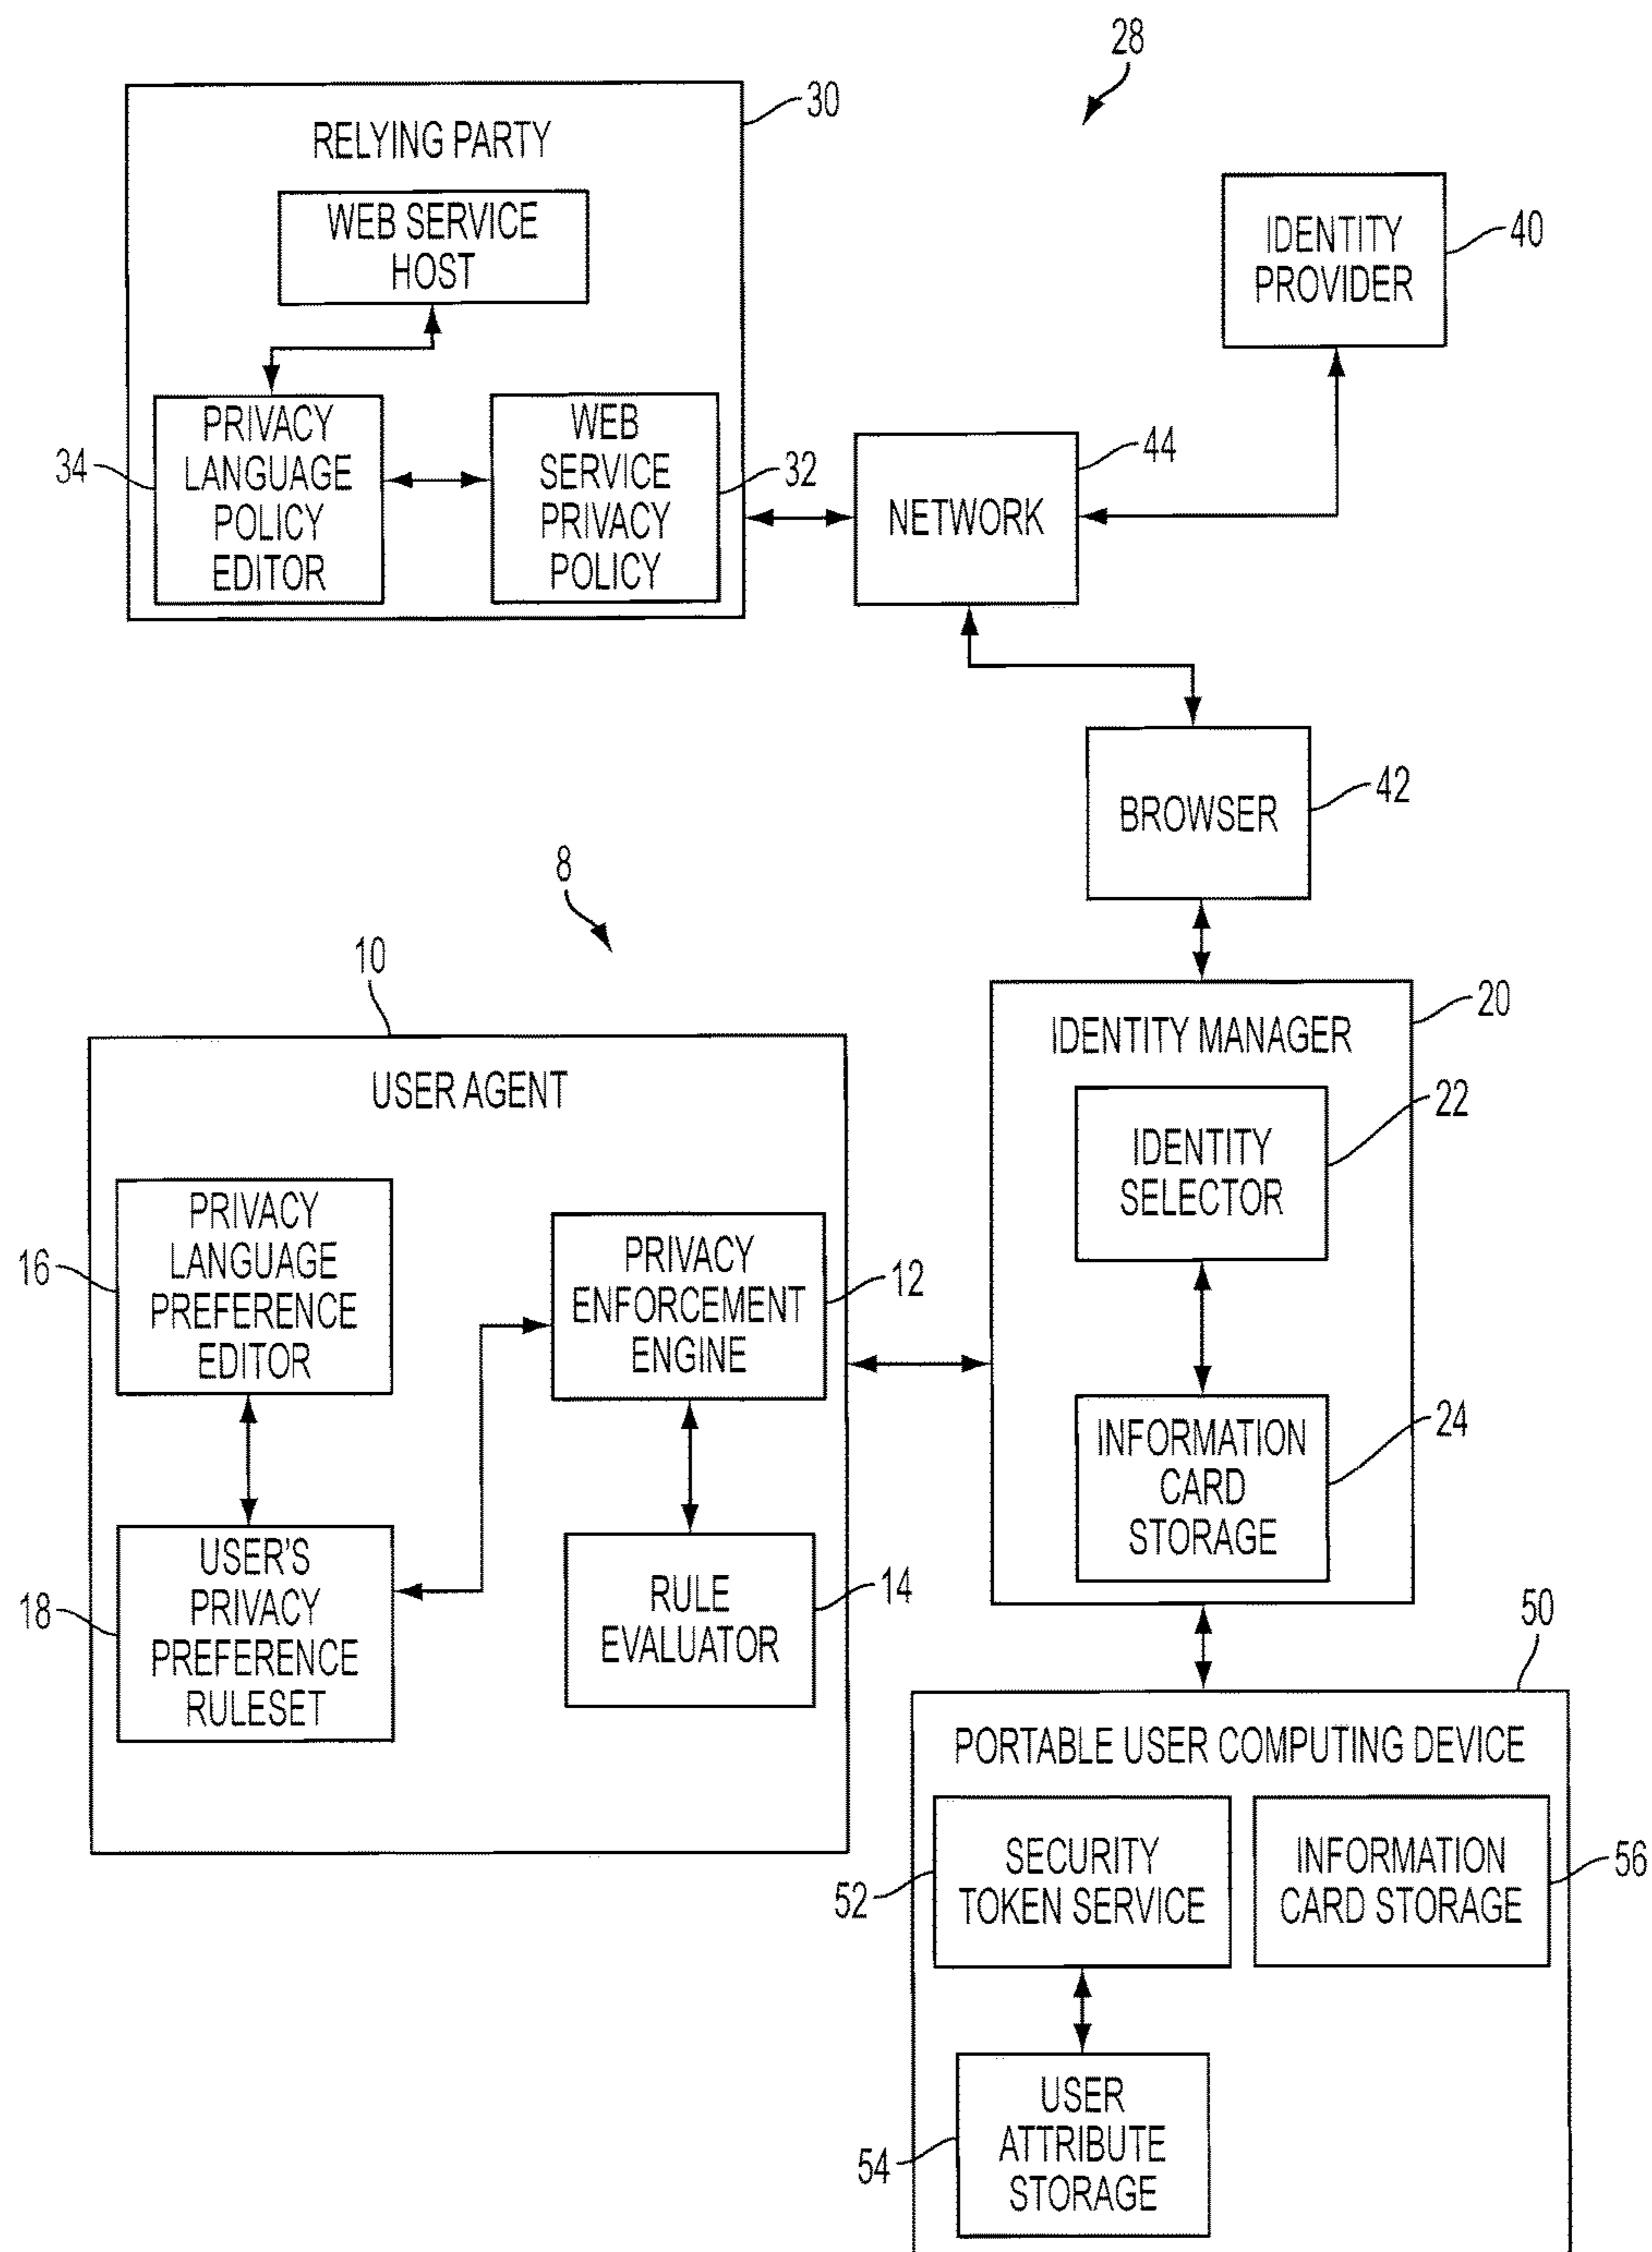 28
30
RELYING PARTY
WEB SERVICE
HOST
IDENTITY
PROVIDER
40
34
PRIVACY
LANGUAGE
POLICY
EDITOR
WEB
SERVICE
PRIVACY
POLICY
32
44
NETWORK
BROWSER
42
8
10
USER AGENT
20
IDENTITY MANAGER
22
IDENTITY
SELECTOR
16
PRIVACY
LANGUAGE
PREFERENCE
EDITOR
PRIVACY
ENFORCEMENT
ENGINE
12
INFORMATION
CARD
STORAGE
24
18
USER'S
PRIVACY
PREFERENCE
RULESET
RULE
EVALUATOR
14
50
PORTABLE USER COMPUTING DEVICE
52
SECURITY
TOKEN SERVICE
INFORMATION
CARD STORAGE
56
54
USER
ATTRIBUTE
STORAGE